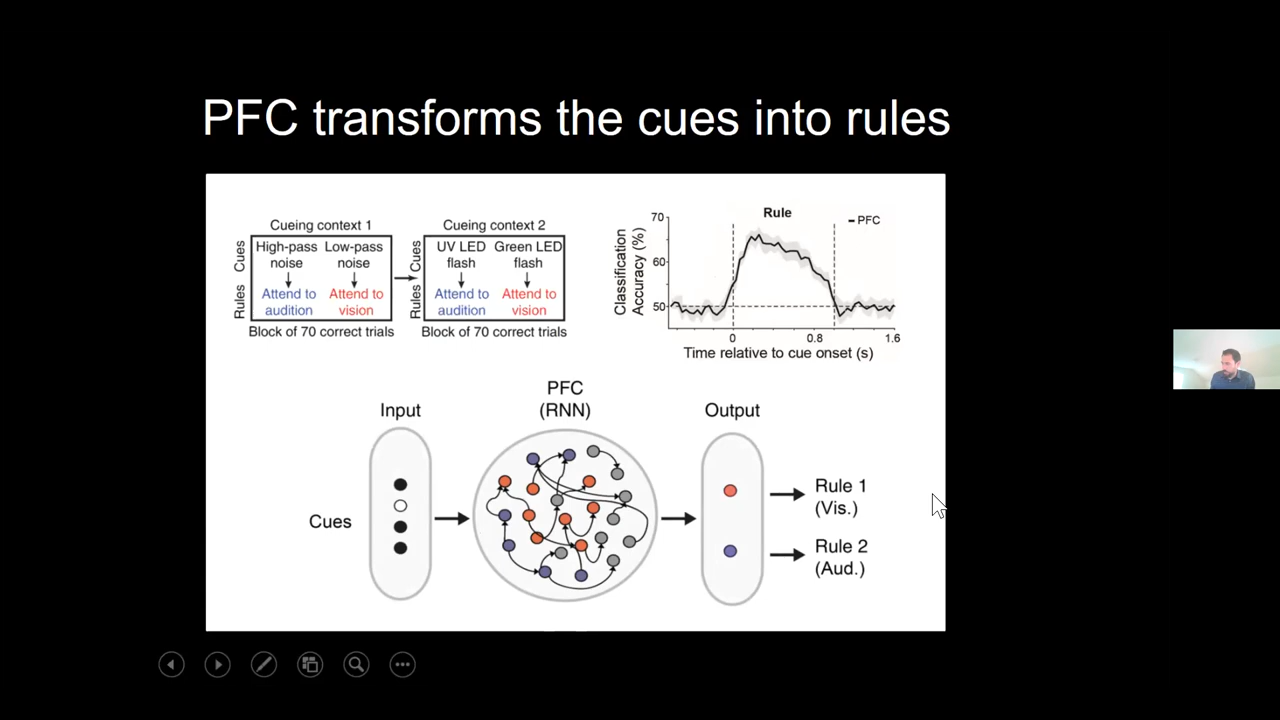 PFC transforms the cues into rules
Cueing context 1
Cues
High-pass noise
Low-pass noise
Rules
Attend to audition
Attend to vision
Block of 70 correct trials
Cueing context 2
Cues
UV LED flash
Green LED flash
Rules
Attend to audition
Attend to vision
Block of 70 correct trials
Rule
PFC
Classification
Accuracy (%)
70
60
50
0
0.8
1.6
Time relative to cue onset (s)
Input
PFC
(RNN)
Output
Cues
Rule 1
(Vis.)
Rule 2
(Aud.)